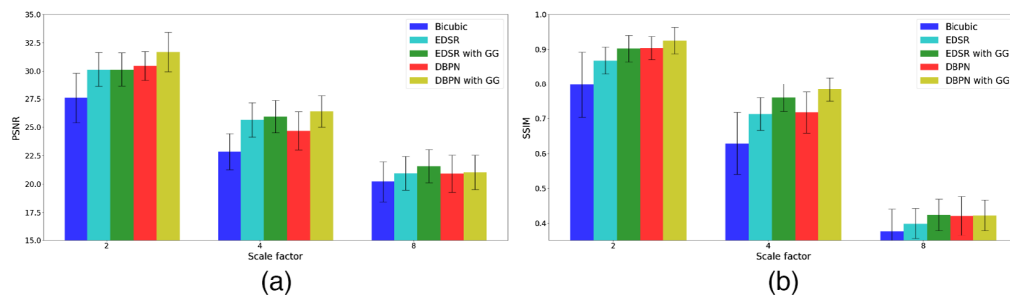 35.0
32.5
30.0
27.5
25.0
22.5
20.0
17.5
15.0
PSNR
2
4
8
Scale factor
Bicubic
EDSR
EDSR with GG
DBPN
DBPN with GG
(a)
1.0
0.9
0.8
0.7
0.6
0.5
0.4
SSIM
2
4
8
Scale factor
Bicubic
EDSR
EDSR with GG
DBPN
DBPN with GG
(b)